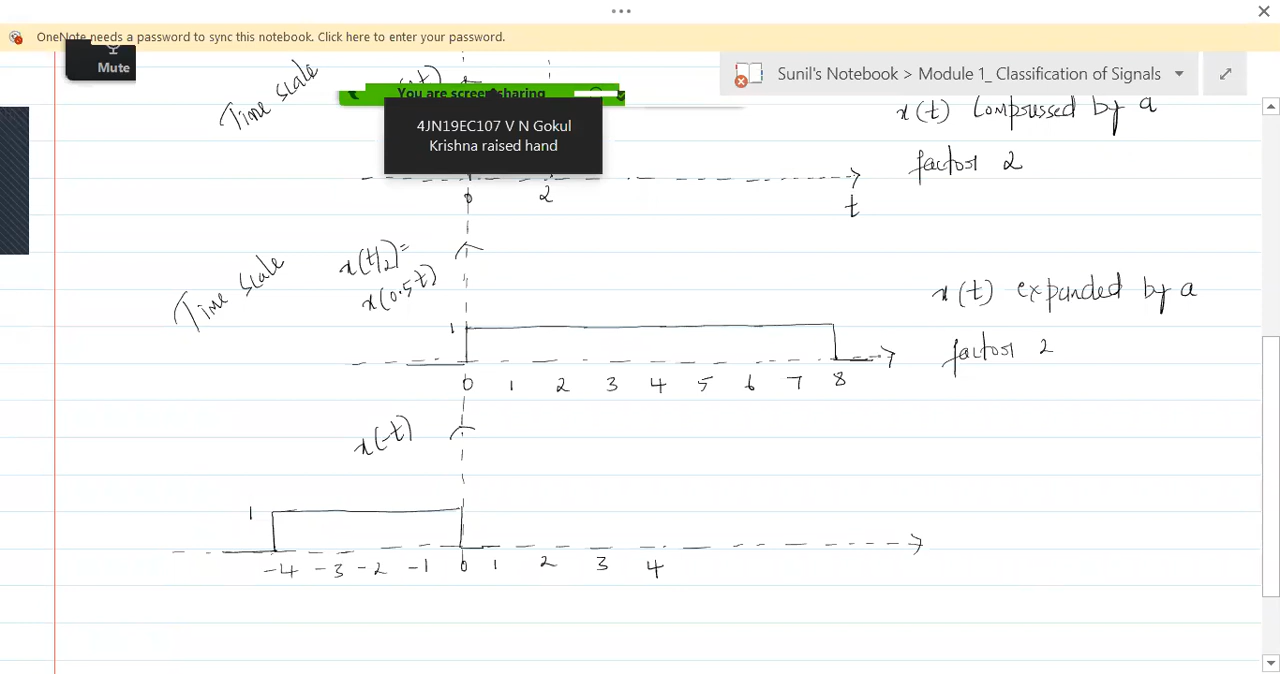 OneNote needs a password to sync this notebook. Click here to enter your password.
Mute
Sunil's Notebook > Module 1_ Classification of Signals
Time scale
You are screen sharing
4JN19EC107 V N Gokul
Krishna raised hand
x(t) Compressed by a
factor 2
0 2
t
Time scale
x(t/2)=
x(0.5t)
x(t) expanded by a
factor 2
1
0 1 2 3 4 5 6 7 8
x(-t)
1
-4 -3 -2 -1 0 1 2 3 4